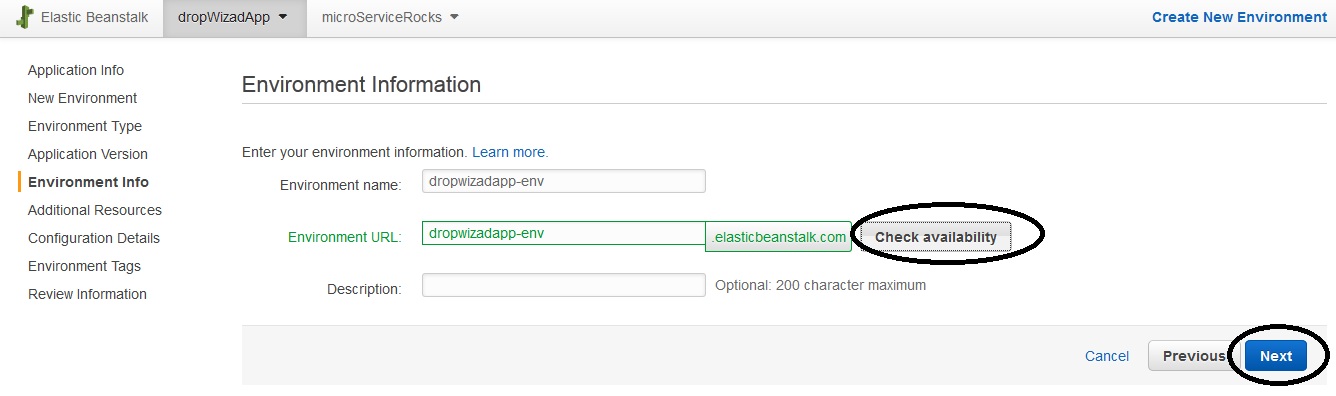 Elastic Beanstalk dropWizadApp microServiceRocks Create New Environment
Application Info
New Environment
Environment Type
Application Version
Environment Info
Additional Resources
Configuration Details
Environment Tags
Review Information
Environment Information
Enter your environment information. Learn more.
Environment name: dropwizadapp-env
Environment URL: dropwizadapp-env .elasticbeanstalk.com Check availability
Description: Optional: 200 character maximum
Cancel Previous Next